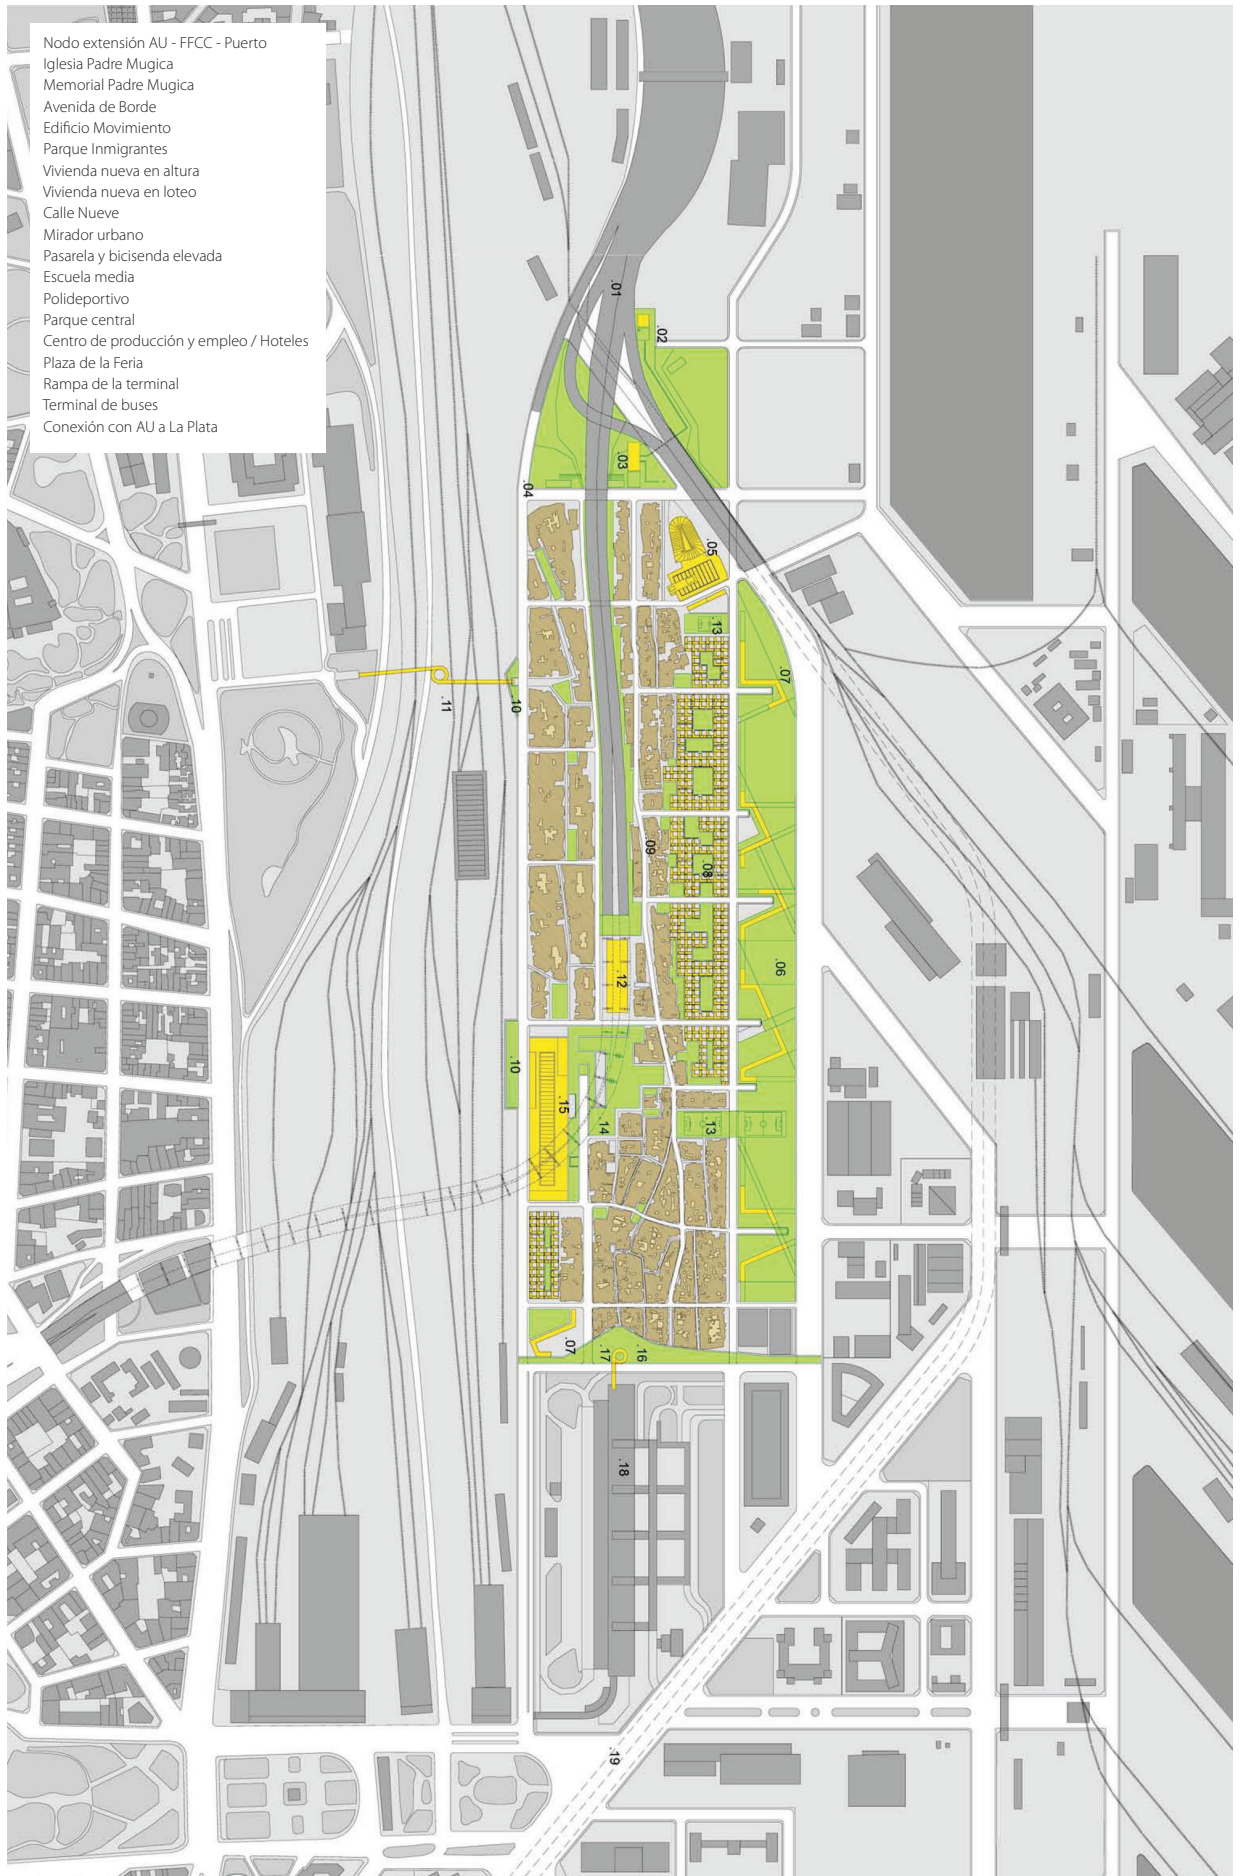 Nodo extensión AU - FFCC - Puerto
Iglesia Padre Mugica
Memorial Padre Mugica
Avenida de Borde
Edificio Movimiento
Parque Inmigrantes
Vivienda nueva en altura
Vivienda nueva en loteo
Calle Nueve
Mirador urbano
Pasarela y bicisenda elevada
Escuela media
Polideportivo
Parque central
Centro de producción y empleo / Hoteles
Plaza de la Feria
Rampa de la terminal
Terminal de buses
Conexión con AU a La Plata
.01
.02
.03
.04
.05
.13
.07
.11
.10
.09
.08
.06
.12
.10
.15
.14
.13
.07
.17
.16
.18
.19